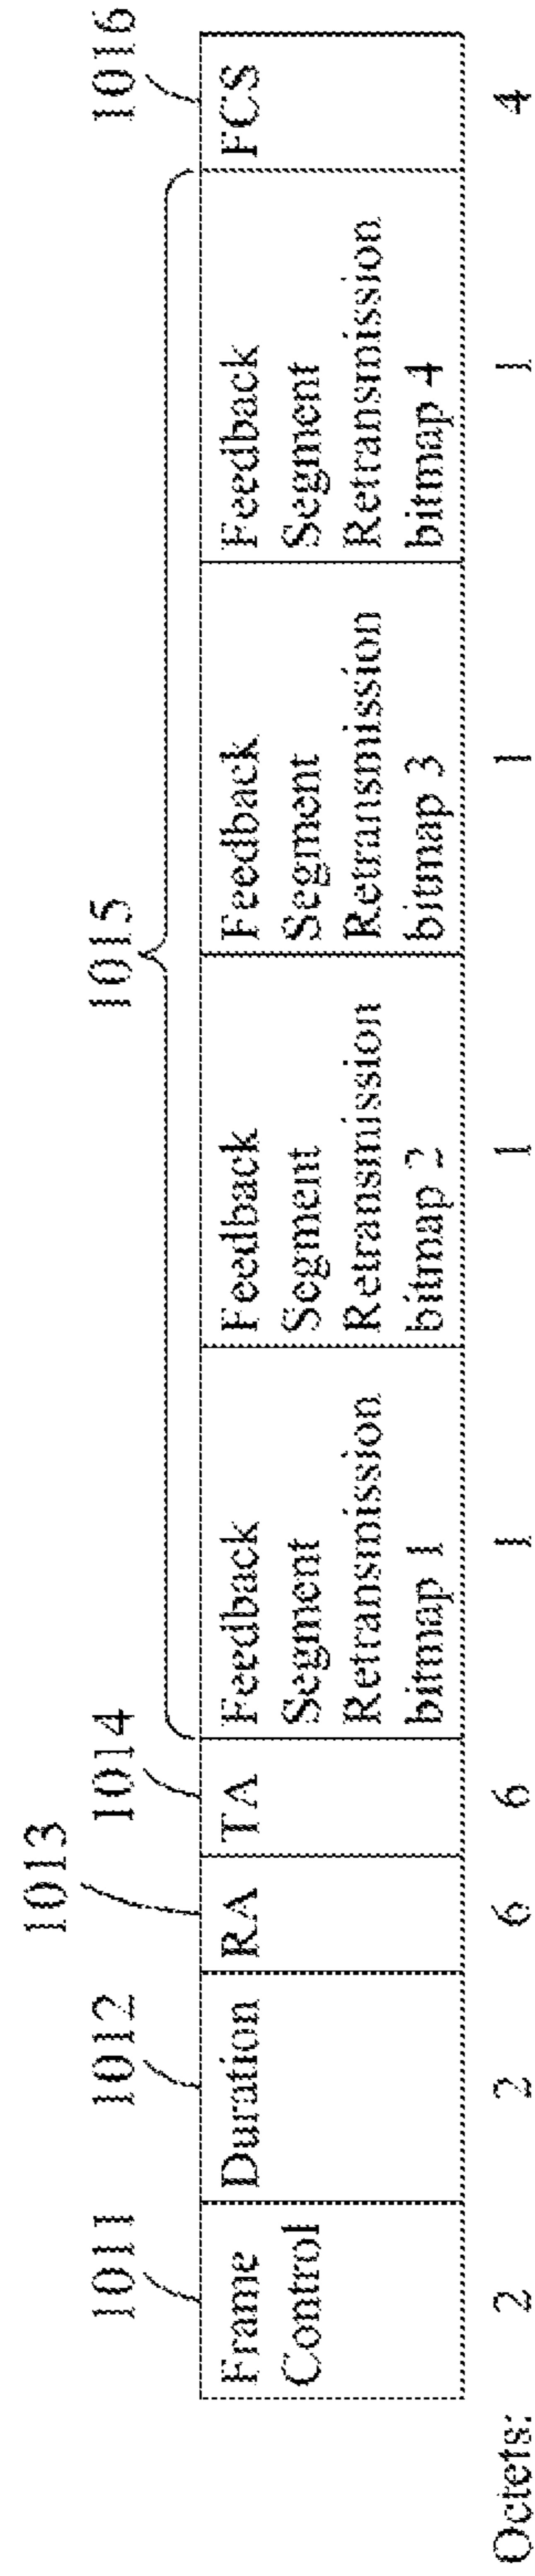 1011
1012
1013
1014
1015
1016
Frame
Control
Duration
RA
TA
Feedback
Segment
Retransmission
bitmap 1
Feedback
Segment
Retransmission
bitmap 2
Feedback
Segment
Retransmission
bitmap 3
Feedback
Segment
Retransmission
bitmap 4
FCS
Octets: 2 2 6 6 1 1 1 1 4